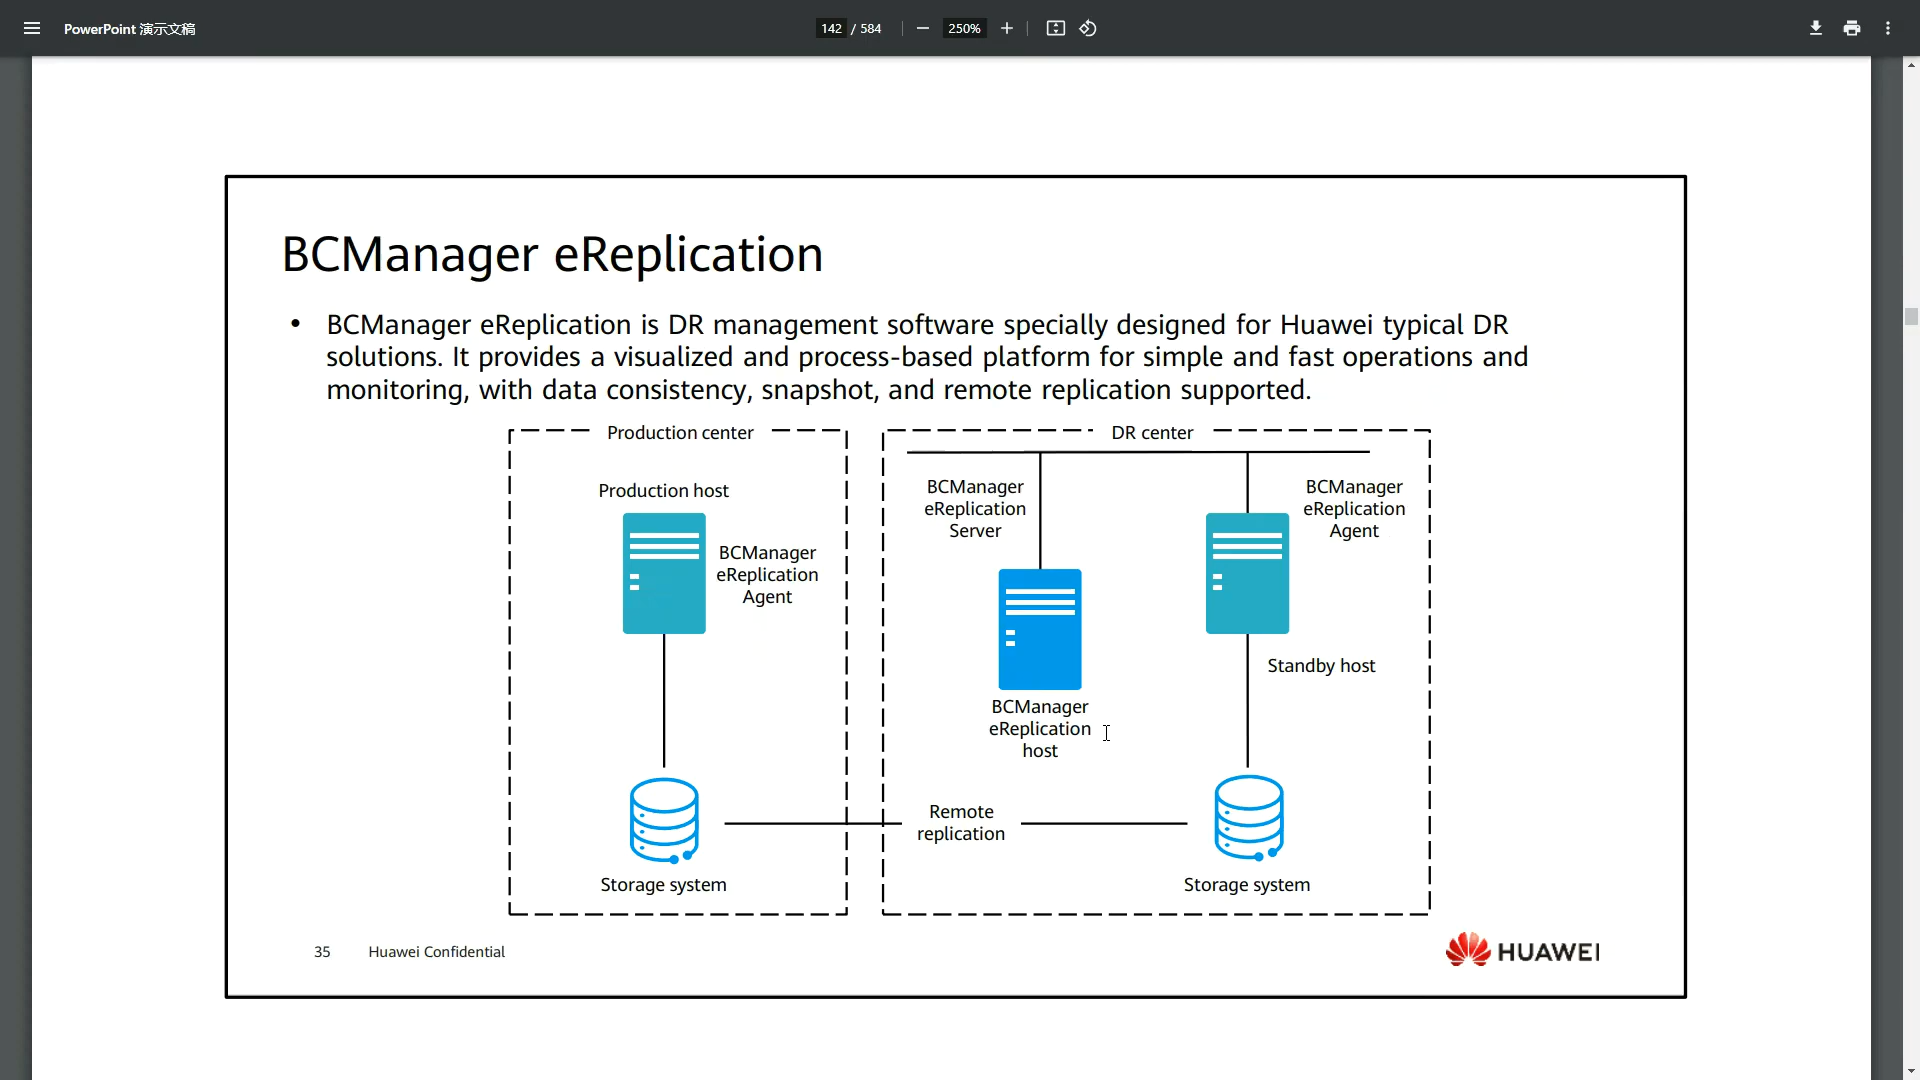 PowerPoint 演示文稿
142 / 584
250%
BCManager eReplication
• BCManager eReplication is DR management software specially designed for Huawei typical DR
solutions. It provides a visualized and process-based platform for simple and fast operations and
monitoring, with data consistency, snapshot, and remote replication supported.
Production center
DR center
Production host
BCManager
eReplication
Agent
BCManager
eReplication
Server
BCManager
eReplication
Agent
Standby host
BCManager
eReplication
host
Remote
replication
Storage system
Storage system
35
Huawei Confidential
HUAWEI